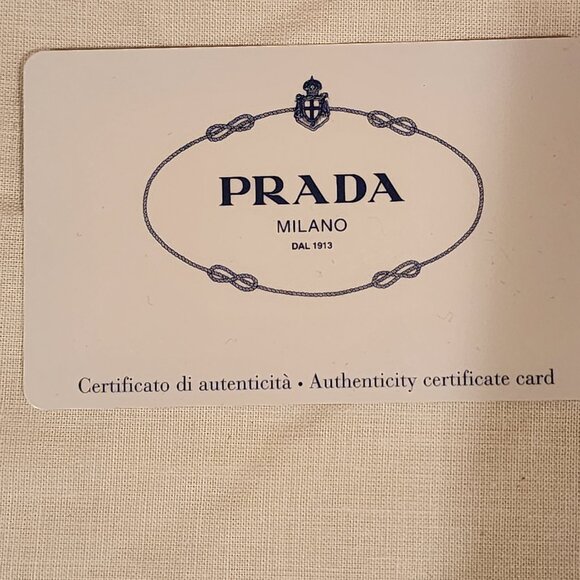 PRADA
MILANO
DAL 1913
Certificato di autenticità • Authenticity certificate card